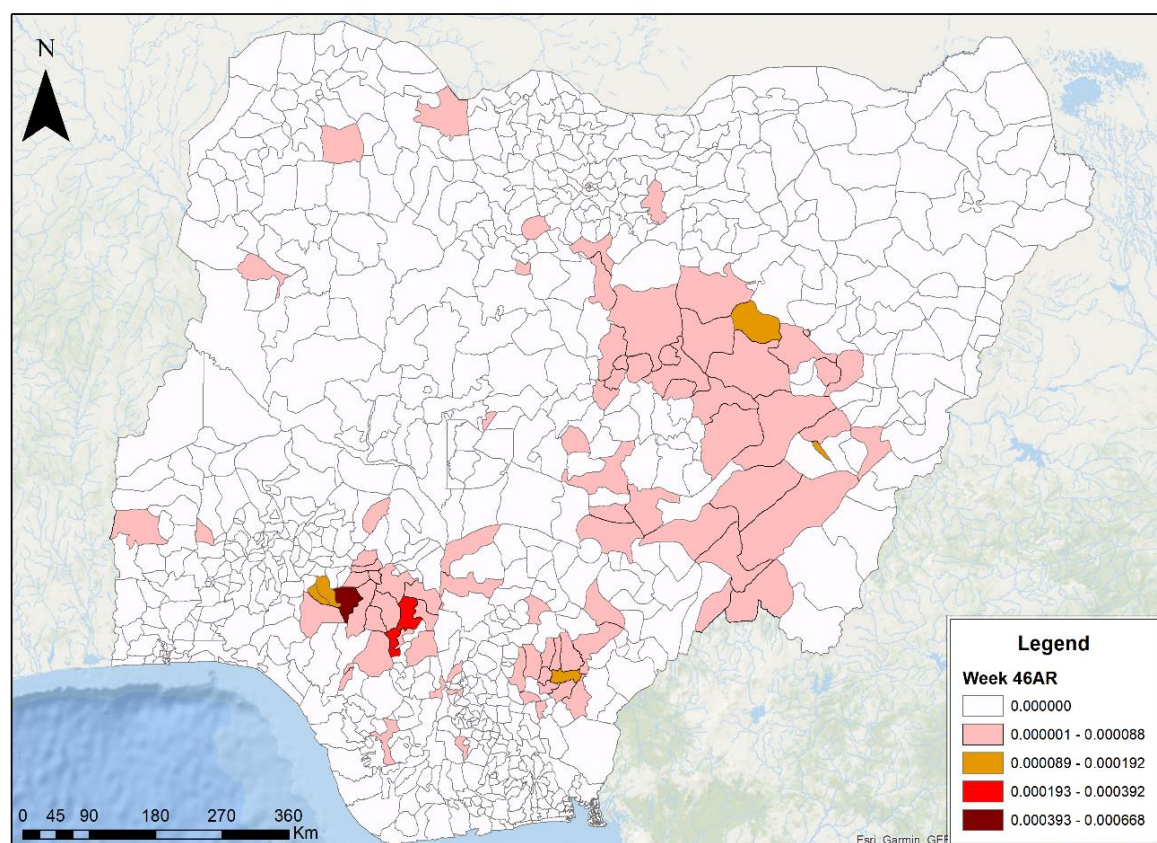 N
Legend
Week 46AR
0.000000
0.000001 - 0.000088
0.000089 - 0.000192
0.000193 - 0.000392
0.000393 - 0.000668
0 45 90 180 270 360
Km
Esri, Garmin,